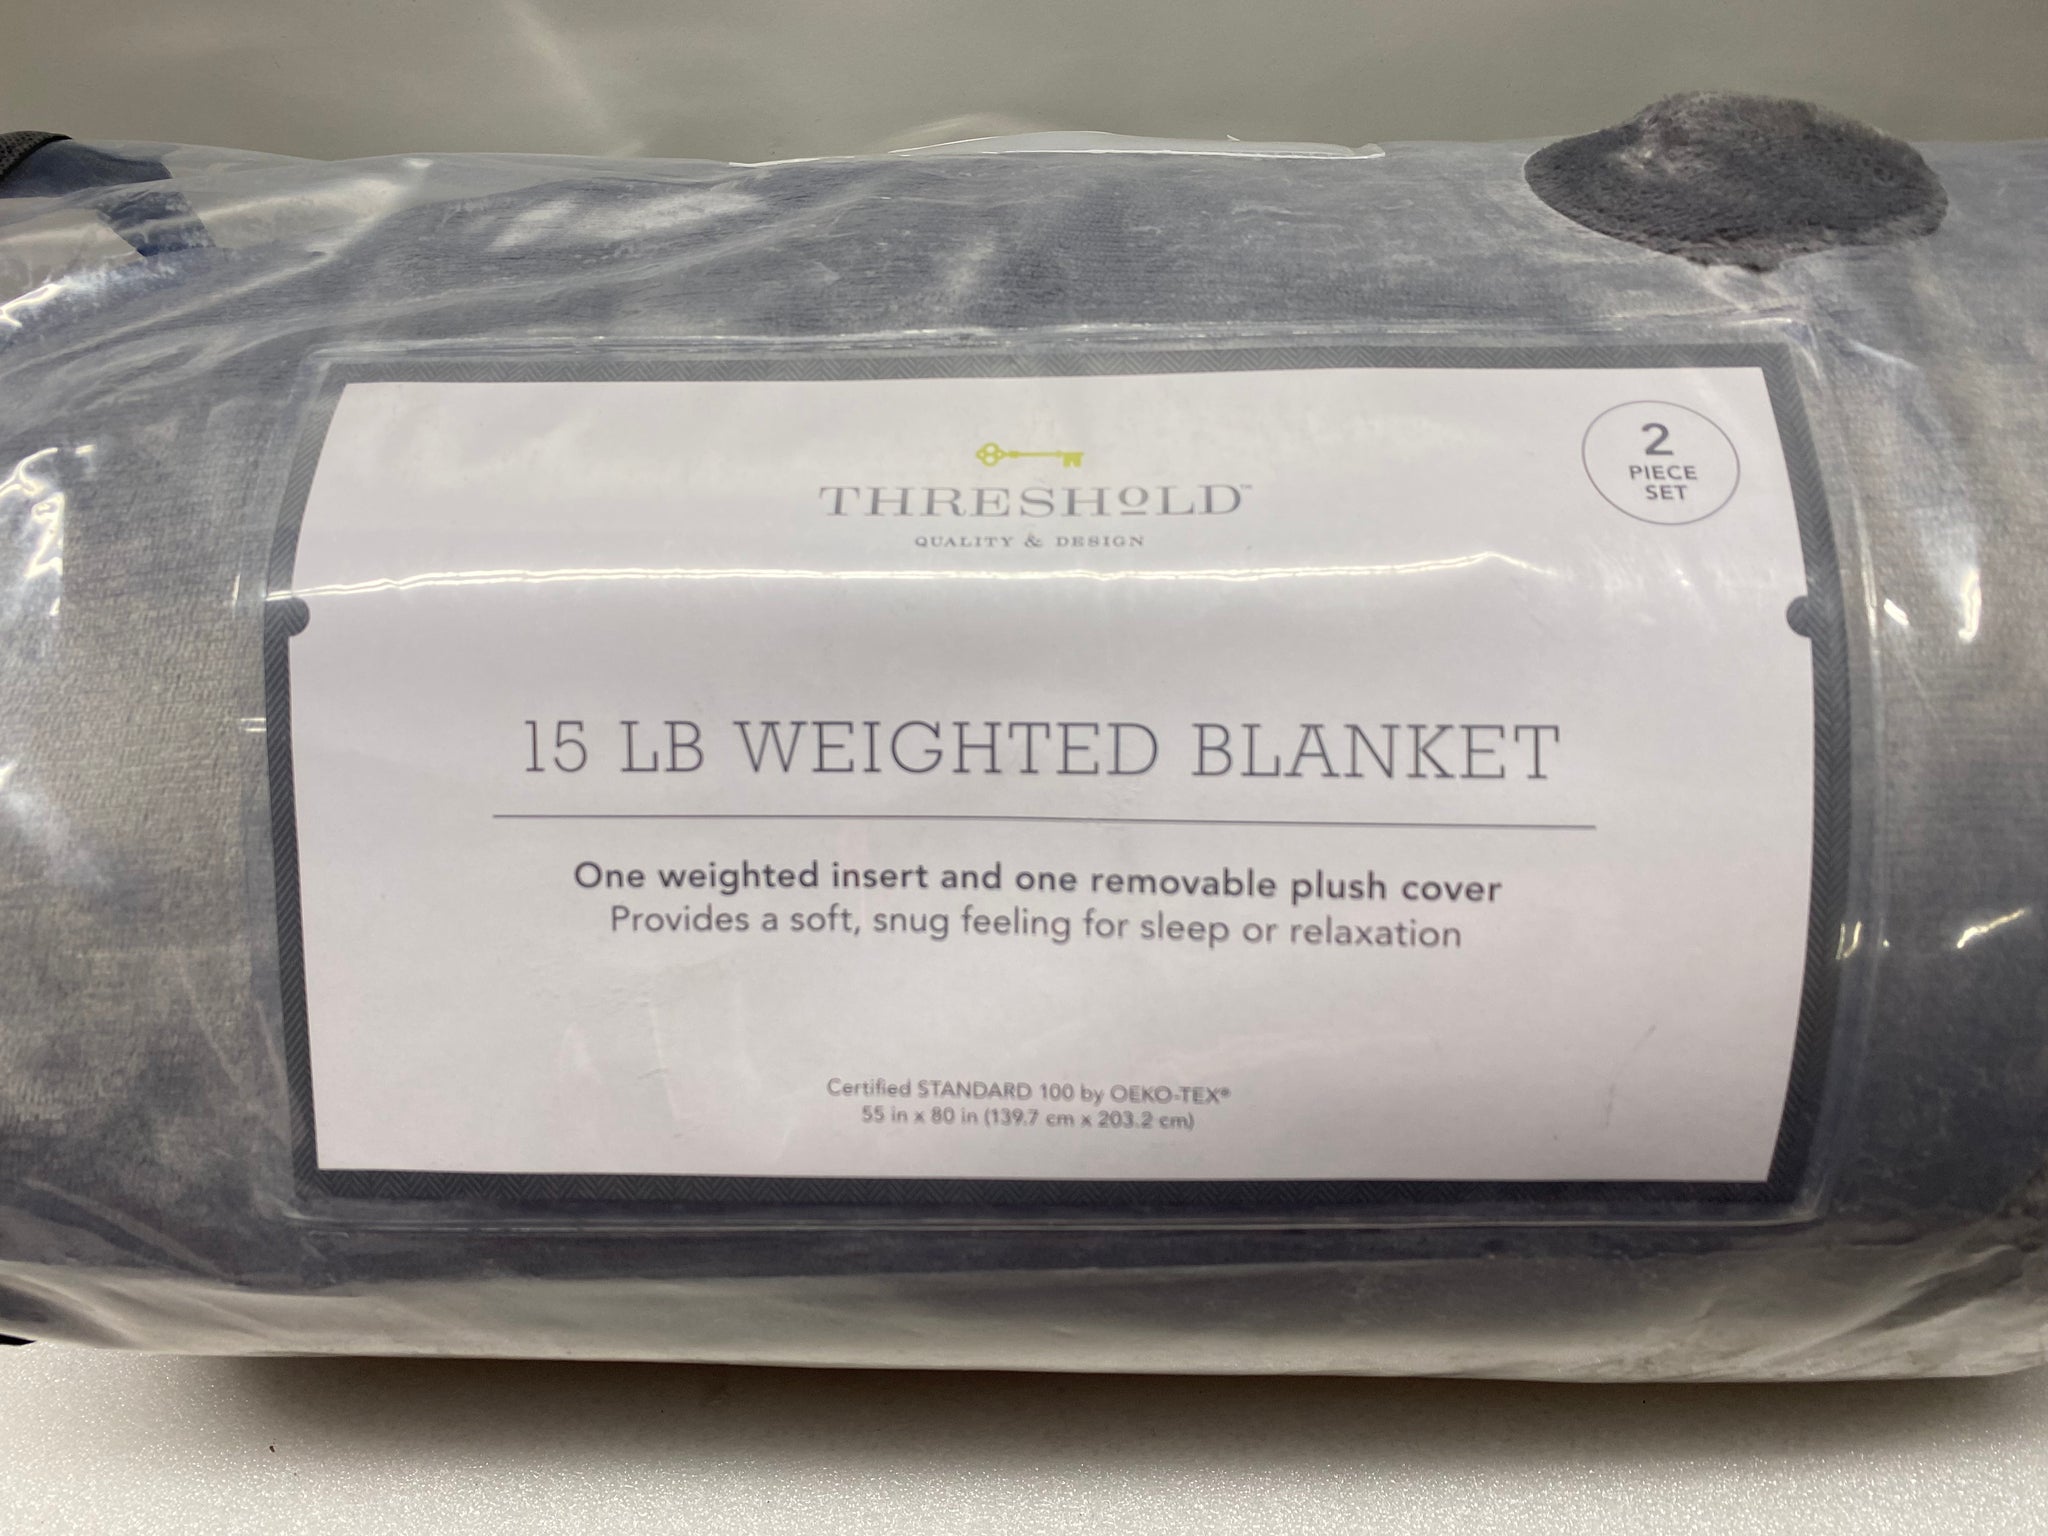 2
PIECE
SET
THRESHOLD™
QUALITY & DESIGN
15 LB WEIGHTED BLANKET
One weighted insert and one removable plush cover
Provides a soft, snug feeling for sleep or relaxation
Certified STANDARD 100 by OEKO-TEX®
55 in x 80 in (139.7 cm x 203.2 cm)